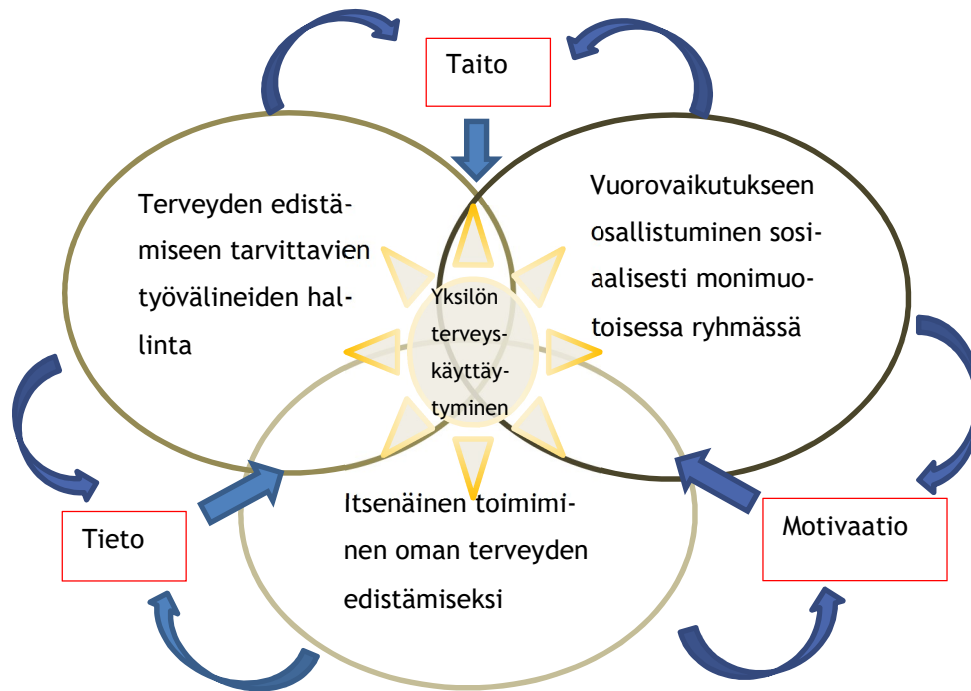 Taito
Terveyden edistä-
miseen tarvittavien
työvälineiden hal-
linta
Vuorovaikutukseen
osallistuminen sosi-
aalisesti monimuo-
toisessa ryhmässä
Yksilön
terveys-
käyttäy-
tyminen
Tieto
Itsenäinen toimimi-
nen oman terveyden
edistämiseksi
Motivaatio